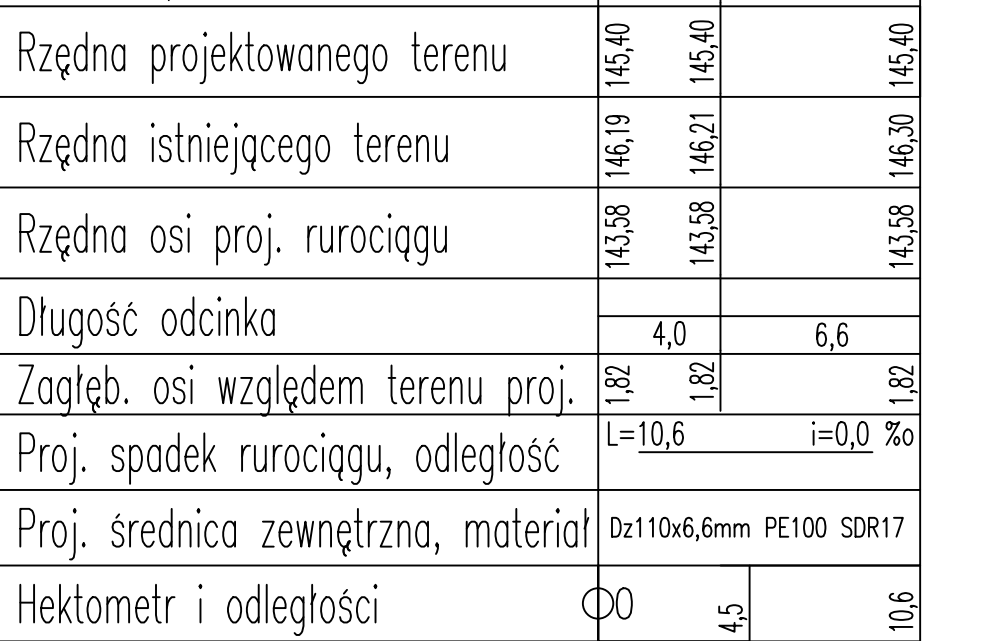 Rzędna projektowanego terenu 145,40 145,40 145,40
Rzędna istniejącego terenu 146,19 146,21 146,30
Rzędna osi proj. rurociągu 143,58 143,58 143,58
Długość odcinka 4,0 6,6
Zagłęb. osi względem terenu proj. 1,82 1,82 1,82
Proj. spadek rurociągu, odległość L=10,6 i=0,0 ‰
Proj. średnica zewnętrzna, materiał Dz110x6,6mm PE100 SDR17
Hektometr i odległości 0 4,5 10,6